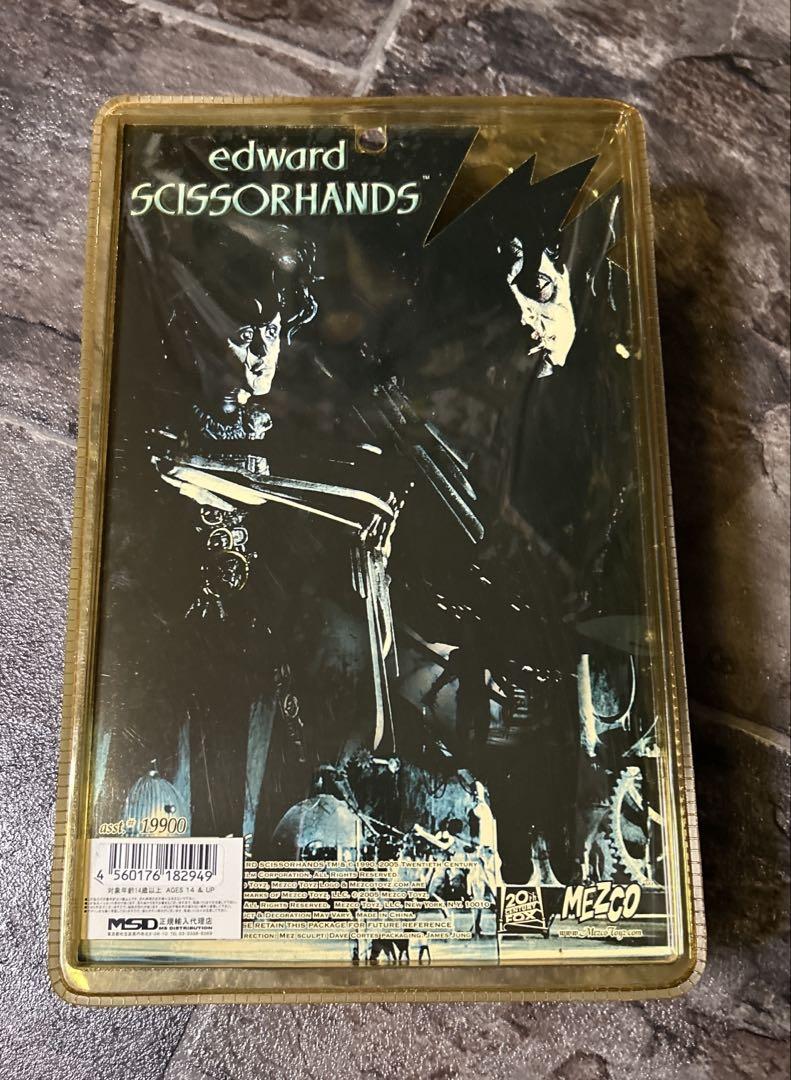 edward
SCISSORHANDS™
asst # 19900
4 560176 182949
対象年齢14歳以上 AGES 14 & UP
MSD 正規輸入代理店
MS DISTRIBUTION
RD SCISSORHANDS TM & © 1990, 2005 TWENTIETH CENTURY
LM CORPORATION. ALL RIGHTS RESERVED.
TOYZ, MEZCO TOYZ LOGO & MEZCOTOYZ.COM ARE
MARKS OF MEZCO TOYZ, LLC. © 2005 MEZCO TOYZ
ALL RIGHTS RESERVED. MEZCO TOYZ, LLC, NEW YORK, N.Y. 10010
CT & DECORATION MAY VARY. MADE IN CHINA.
SE RETAIN THIS PACKAGE FOR FUTURE REFERENCE
RECTION: MEZ SCULPT: DAVE CORTES PACKAGING: JAMES JUNG
20th CENTURY FOX
MEZCO
www.MezcoToyz.com